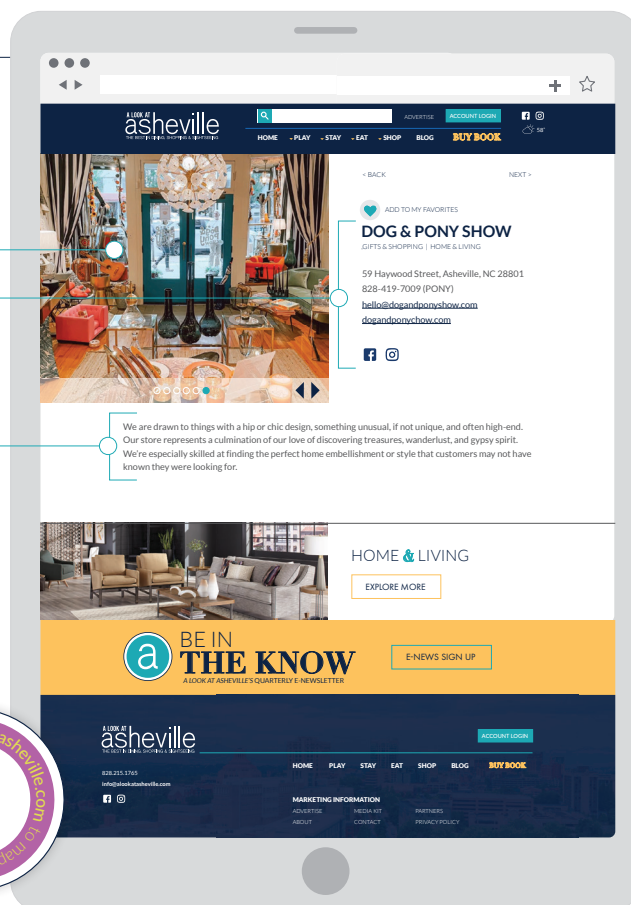 A LOOK AT
asheville
THE BEST IN DINING, SHOPPING & SIGHTSEEING
ADVERTISE
ACCOUNT LOGIN
HOME PLAY STAY EAT SHOP BLOG BUY BOOK
58°
< BACK
NEXT >
ADD TO MY FAVORITES
DOG & PONY SHOW
GIFTS & SHOPPING | HOME & LIVING
59 Haywood Street, Asheville, NC 28801
828-419-7009 (PONY)
hello@dogandponyshow.com
dogandponychow.com
We are drawn to things with a hip or chic design, something unusual, if not unique, and often high-end.
Our store represents a culmination of our love of discovering treasures, wanderlust, and gypsy spirit.
We're especially skilled at finding the perfect home embellishment or style that customers may not have
known they were looking for.
HOME & LIVING
EXPLORE MORE
a
BE IN
THE KNOW
A LOOK AT ASHEVILLE'S QUARTERLY E-NEWSLETTER
E-NEWS SIGN UP
A LOOK AT
asheville
THE BEST IN DINING, SHOPPING & SIGHTSEEING
ACCOUNT LOGIN
HOME PLAY STAY EAT SHOP BLOG BUY BOOK
828.215.1765
info@alookatasheville.com
MARKETING INFORMATION
ADVERTISE MEDIA KIT PARTNERS
ABOUT CONTACT PRIVACY POLICY
asheville.com to